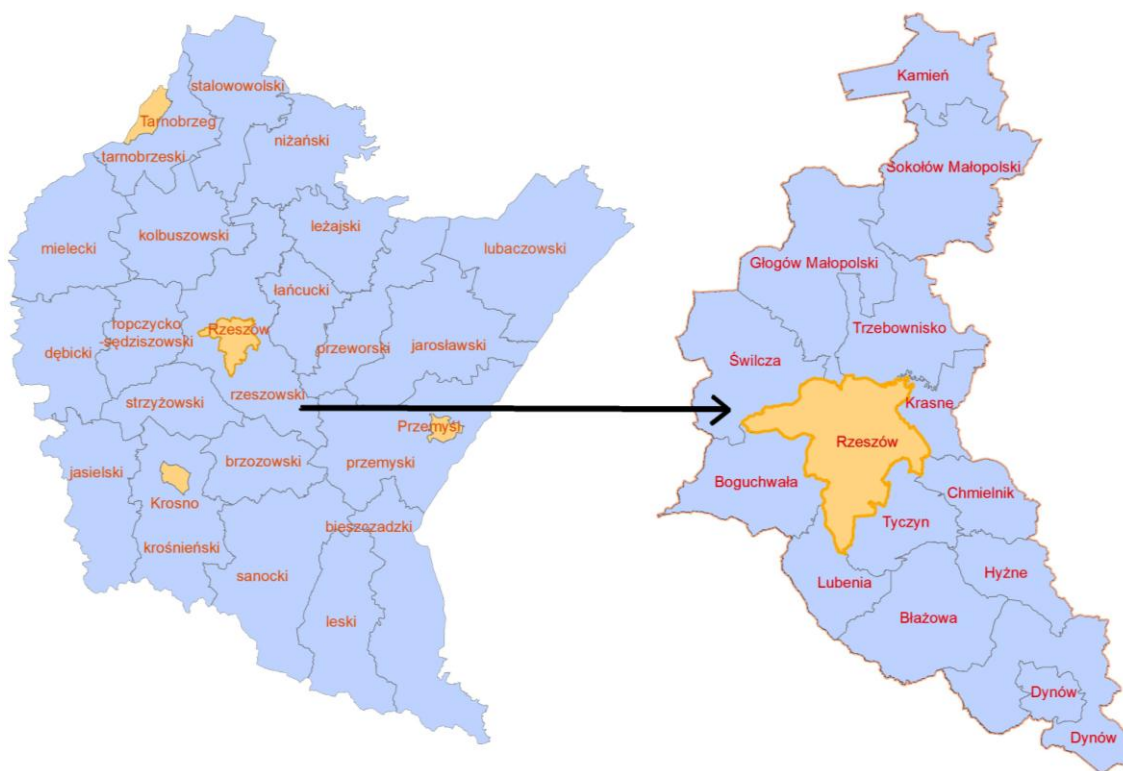 stalowowolski
Tarnobrzeg
niżański
tarnobrzeski
leżajski
kolbuszowski
mielecki
lubaczowski
łańcucki
ropczycko
-sędziszowski
Rzeszów
dębicki
przeworski
jarosławski
strzyżowski
rzeszowski
Przemyśl
brzozowski
przemyski
jasielski
Krosno
bieszczadzki
krośnieński
sanocki
leski
Kamień
Sokołów Małopolski
Głogów Małopolski
Trzebownisko
Świlcza
Krasne
Rzeszów
Boguchwała
Chmielnik
Tyczyn
Lubenia
Hyżne
Błażowa
Dynów
Dynów